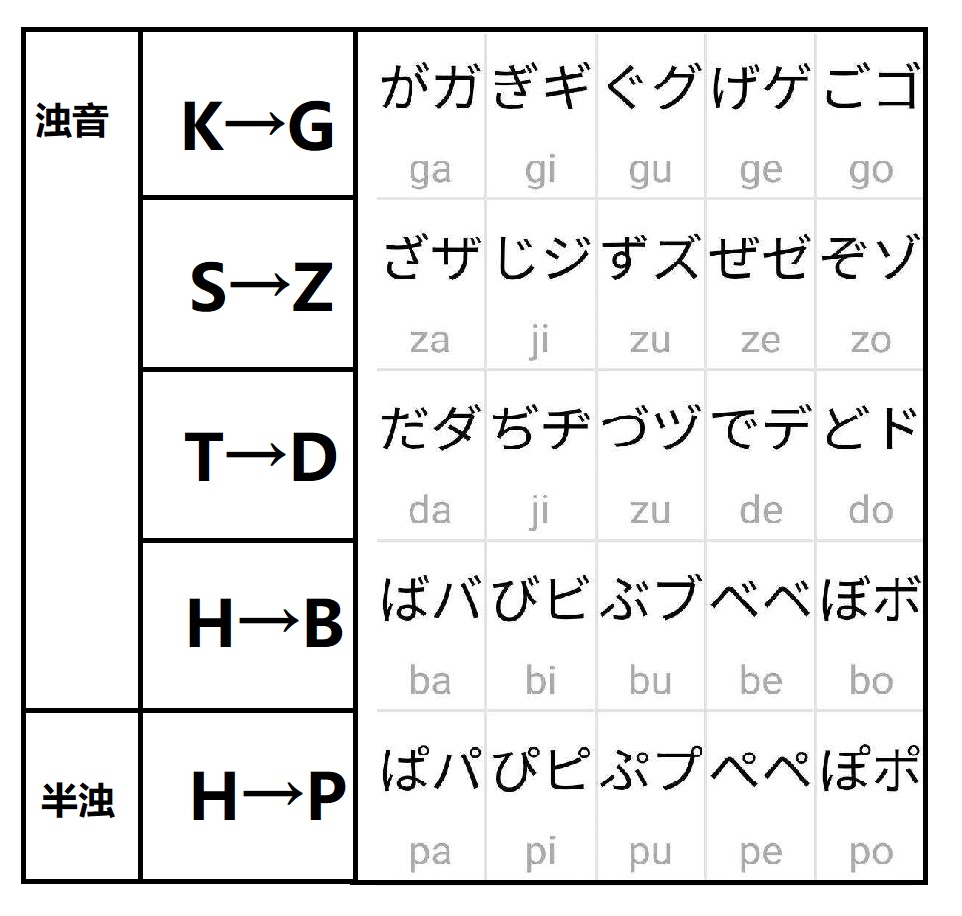 浊音
K→G
がガ ぎギ ぐグ げゲ ごゴ
ga gi gu ge go
S→Z
ざザ じジ ずズ ぜゼ ぞゾ
za ji zu ze zo
T→D
だダ ぢヂ づヅ でデ どド
da ji zu de do
H→B
ばバ びビ ぶブ べベ ぼボ
ba bi bu be bo
半浊
H→P
ぱパ ぴピ ぷプ ぺペ ぽポ
pa pi pu pe po